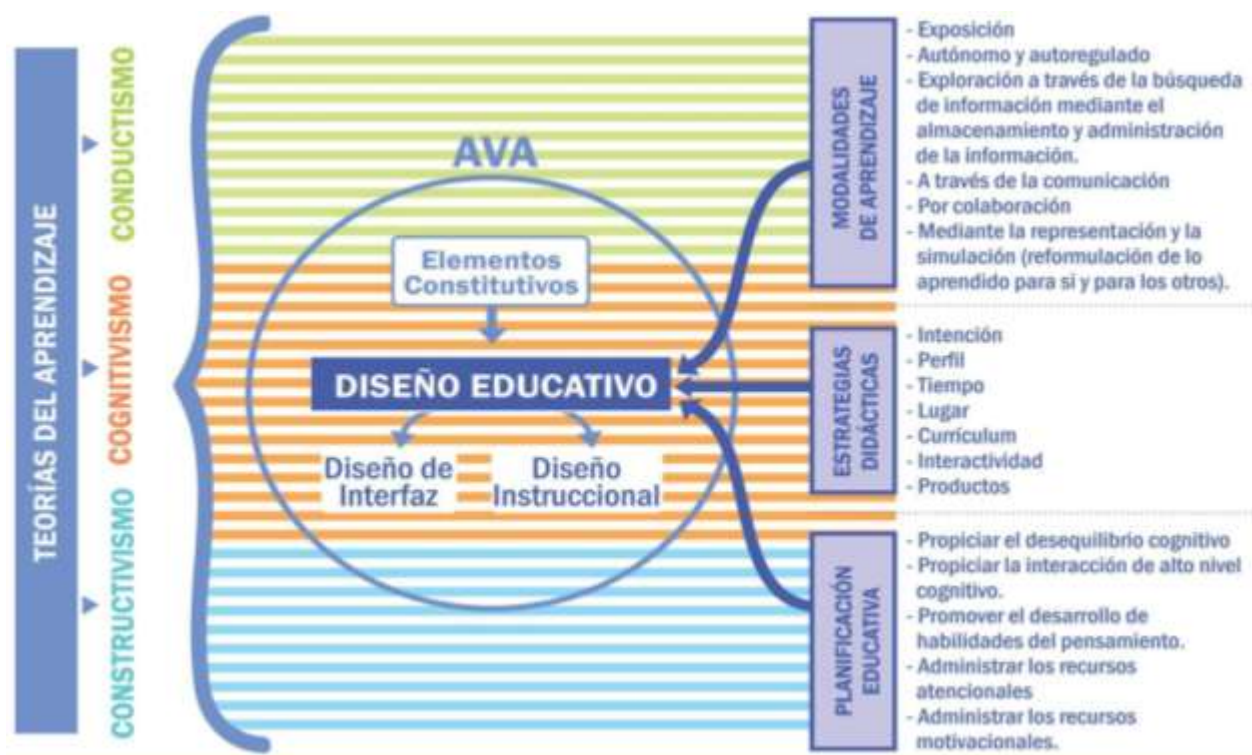 TEORÍAS DEL APRENDIZAJE
CONDUCTISMO
COGNITIVISMO
CONSTRUCTIVISMO
AVA
Elementos
Constitutivos
DISEÑO EDUCATIVO
Diseño de
Interfaz
Diseño
Instruccional
MODALIDADES
DE APRENDIZAJE
- Exposición
- Autónomo y autoregulado
- Exploración a través de la búsqueda
de información mediante el
almacenamiento y administración
de la información.
- A través de la comunicación
- Por colaboración
- Mediante la representación y la
simulación (reformulación de lo
aprendido para si y para los otros).
ESTRATEGIAS
DIDÁCTICAS
- Intención
- Perfil
- Tiempo
- Lugar
- Currículum
- Interactividad
- Productos
PLANIFICACIÓN
EDUCATIVA
- Propiciar el desequilibrio cognitivo
- Propiciar la interacción de alto nivel
cognitivo.
- Promover el desarrollo de
habilidades del pensamiento.
- Administrar los recursos
atencionales
- Administrar los recursos
motivacionales.